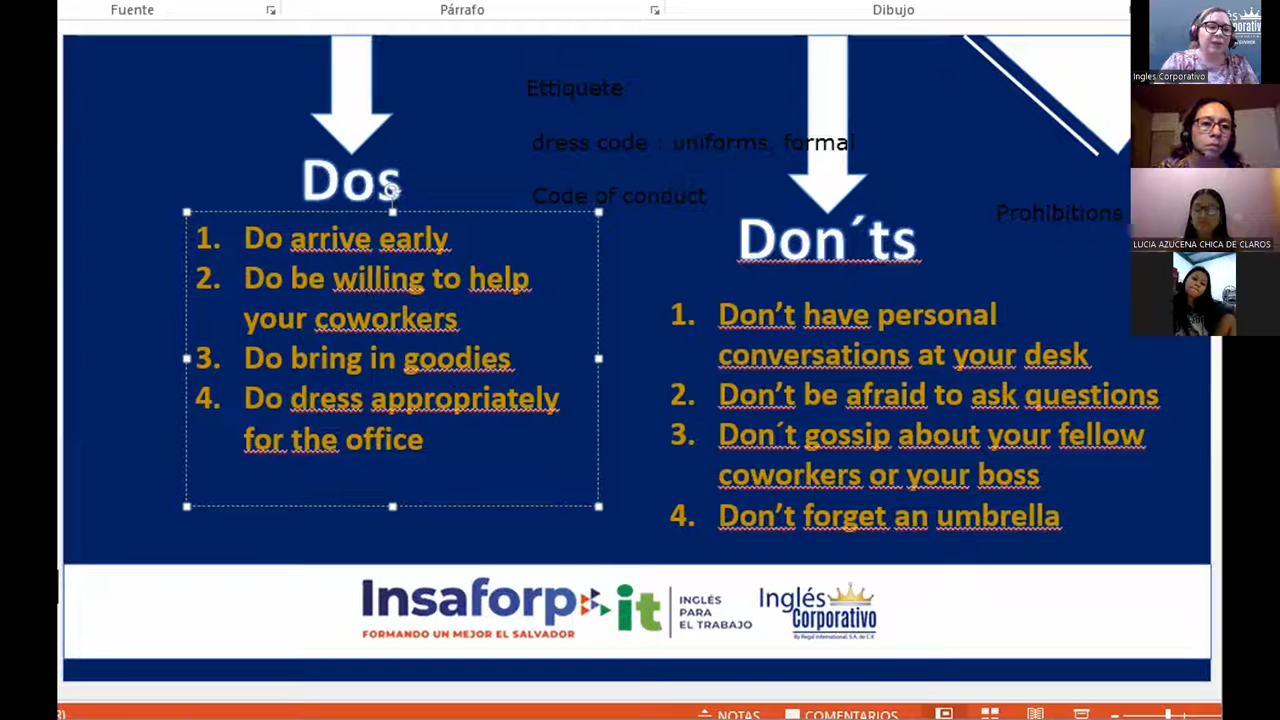 Fuente
Párrafo
Dibujo
Ettiquete
dress code : uniforms, formal
Code of conduct
Prohibitions
Dos
1. Do arrive early
2. Do be willing to help
your coworkers
3. Do bring in goodies
4. Do dress appropriately
for the office
Don´ts
1. Don’t have personal
conversations at your desk
2. Don’t be afraid to ask questions
3. Don´t gossip about your fellow
coworkers or your boss
4. Don’t forget an umbrella
Insaforp it
FORMANDO UN MEJOR EL SALVADOR
INGLÉS
PARA
EL TRABAJO
Inglés
Corporativo
By Regal International, S.A. de C.V.
NOTAS
COMENTARIOS
Ingles Corporativo
LUCIA AZUCENA CHICA DE CLAROS